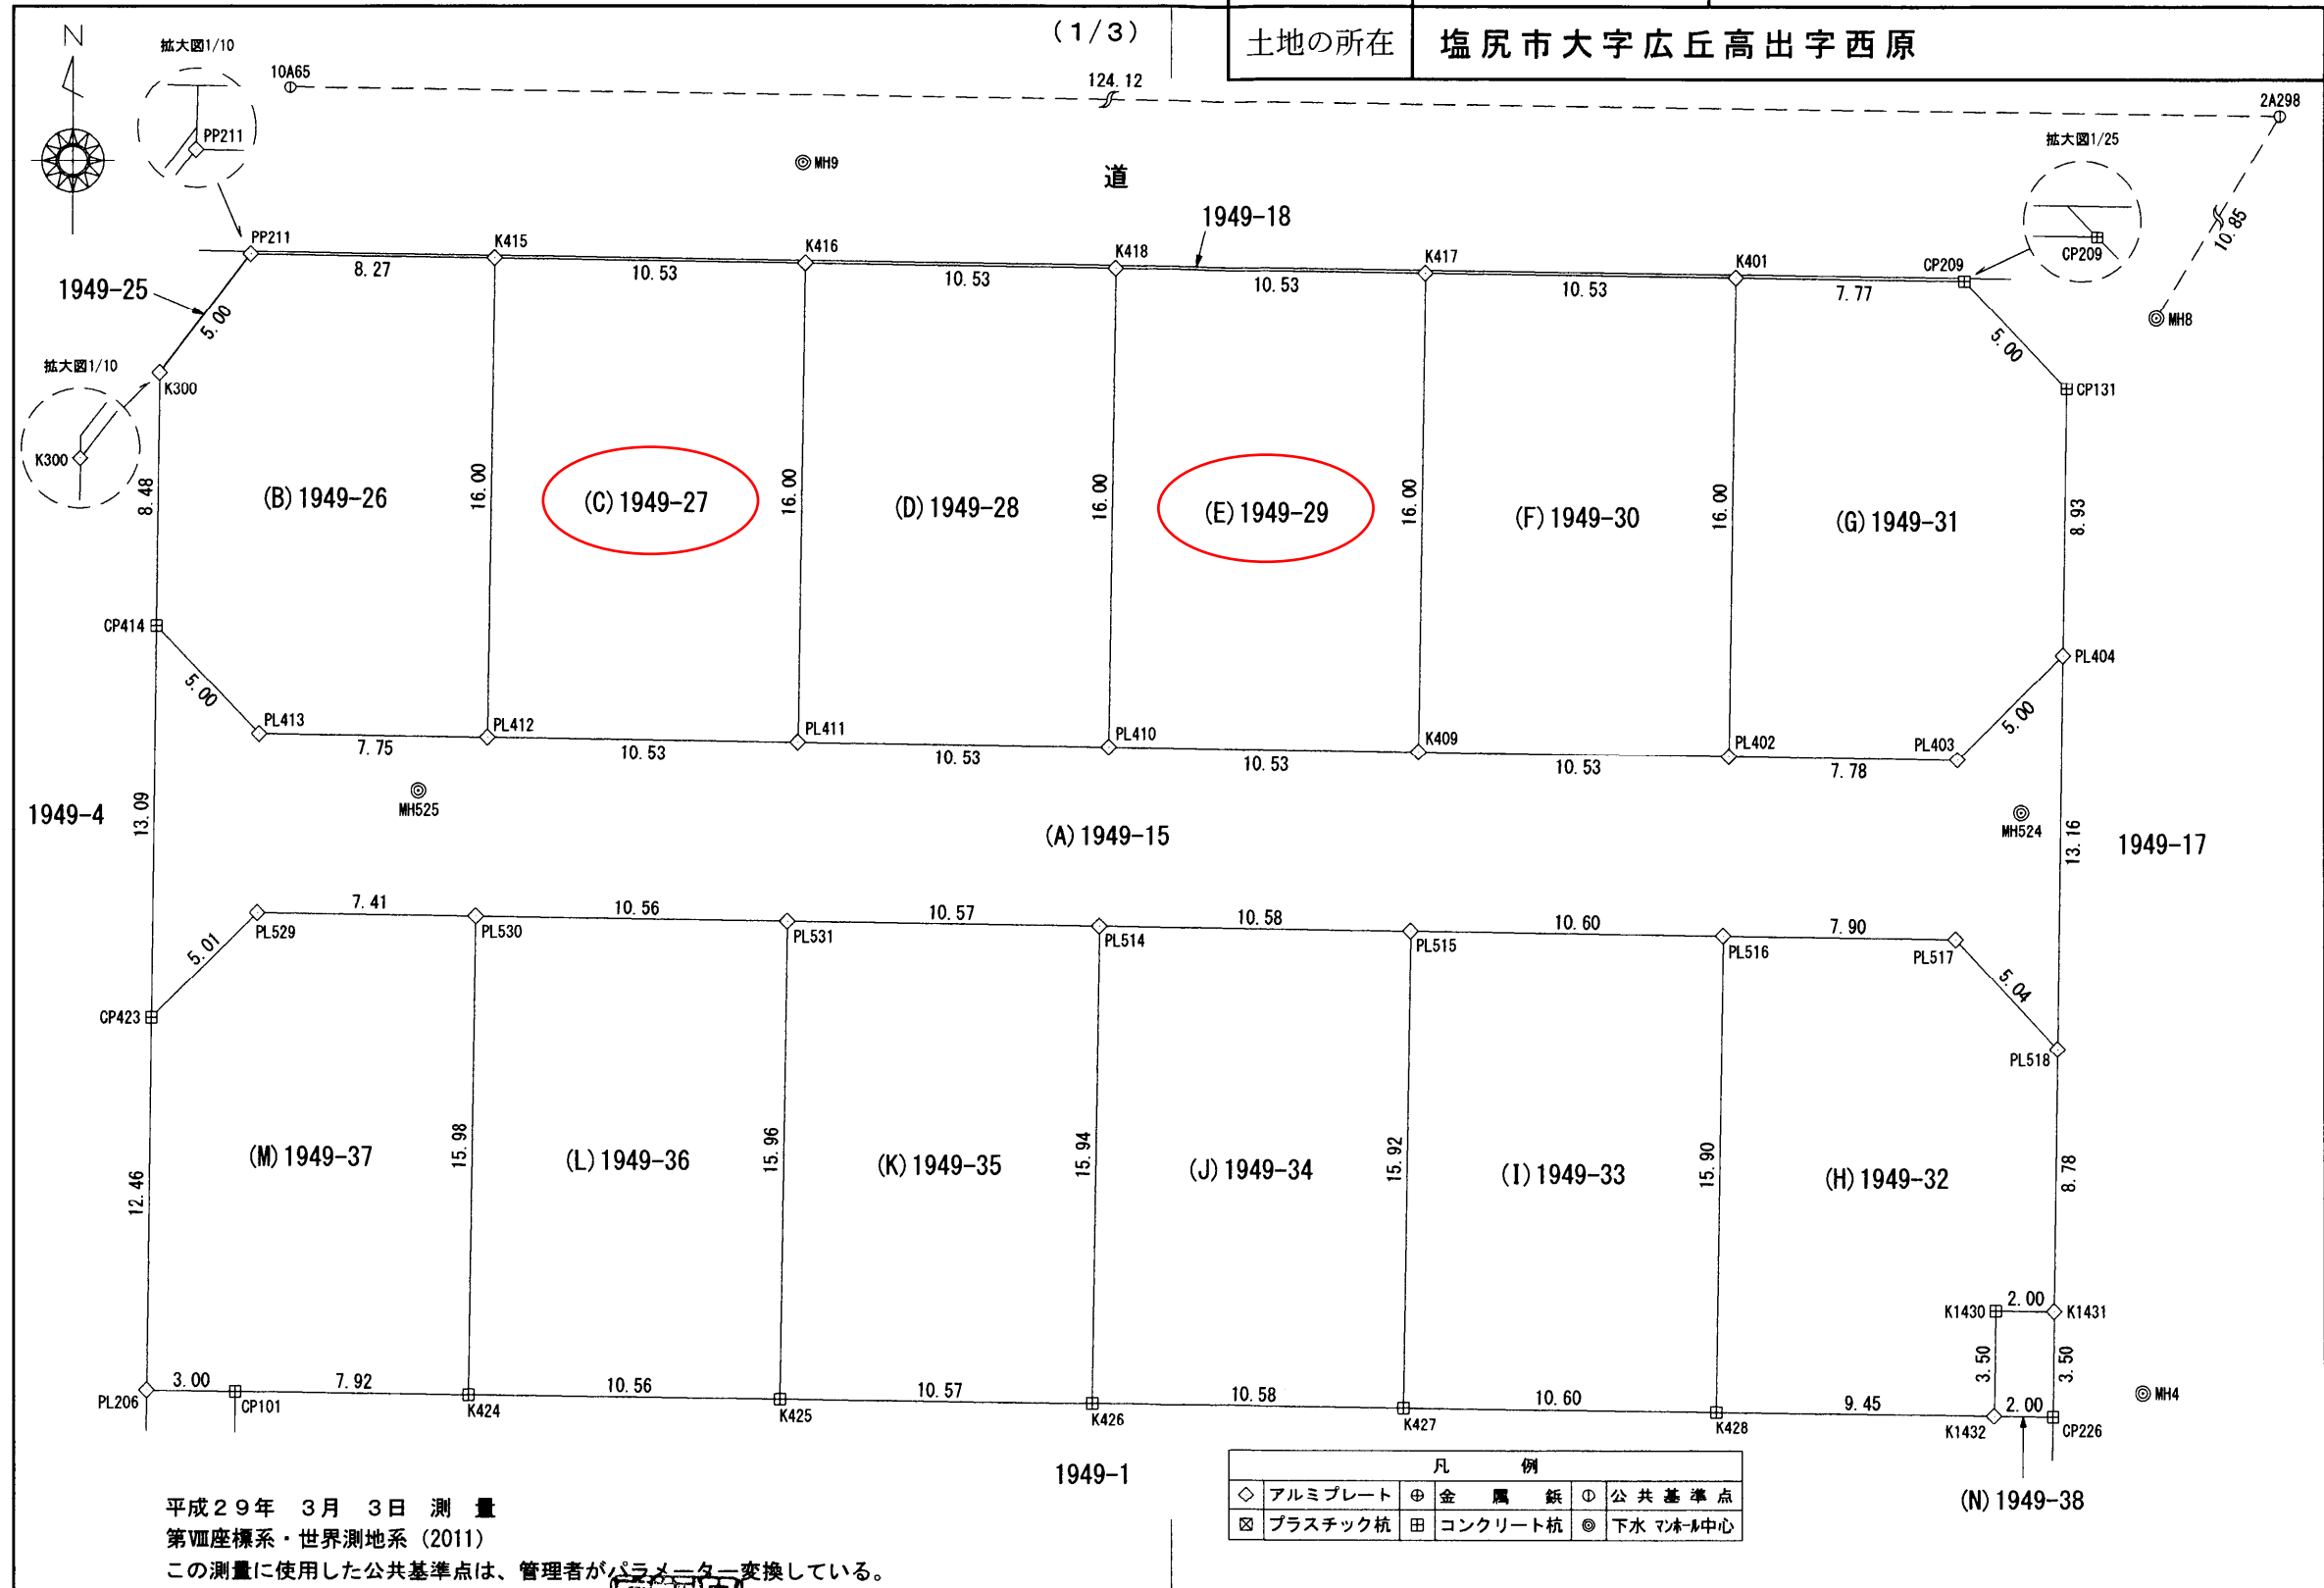 (1/3)
土地の所在 塩尻市大字広丘高出字西原
N
拡大図1/10
PP211
10A65
124.12
2A298
拡大図1/25
CP209
10.85
MH8
MH9
道
1949-18
PP211
K415
K416
K418
K417
K401
CP209
8.27
10.53
10.53
10.53
10.53
7.77
1949-25
5.00
5.00
拡大図1/10
K300
K300
CP131
8.48
16.00
16.00
16.00
16.00
16.00
8.93
(B)1949-26
(C)1949-27
(D)1949-28
(E)1949-29
(F)1949-30
(G)1949-31
CP414
PL404
5.00
5.00
PL413
PL412
PL411
PL410
K409
PL402
PL403
7.75
10.53
10.53
10.53
10.53
7.78
MH525
MH524
1949-4
13.09
(A)1949-15
13.16
1949-17
7.41
10.56
10.57
10.58
10.60
7.90
PL529
PL530
PL531
PL514
PL515
PL516
PL517
5.01
5.04
CP423
PL518
12.46
15.98
15.96
15.94
15.92
15.90
8.78
(M)1949-37
(L)1949-36
(K)1949-35
(J)1949-34
(I)1949-33
(H)1949-32
K1430
2.00
K1431
3.50
3.50
PL206
3.00
CP101
7.92
K424
10.56
K425
10.57
K426
10.58
K427
10.60
K428
9.45
K1432
2.00
CP226
MH4
1949-1
(N)1949-38
凡例
アルミプレート 金属鋲 公共基準点
プラスチック杭 コンクリート杭 下水 マンホール中心
平成29年 3月 3日 測量
第Ⅷ座標系・世界測地系(2011)
この測量に使用した公共基準点は、管理者がパラメーター変換している。